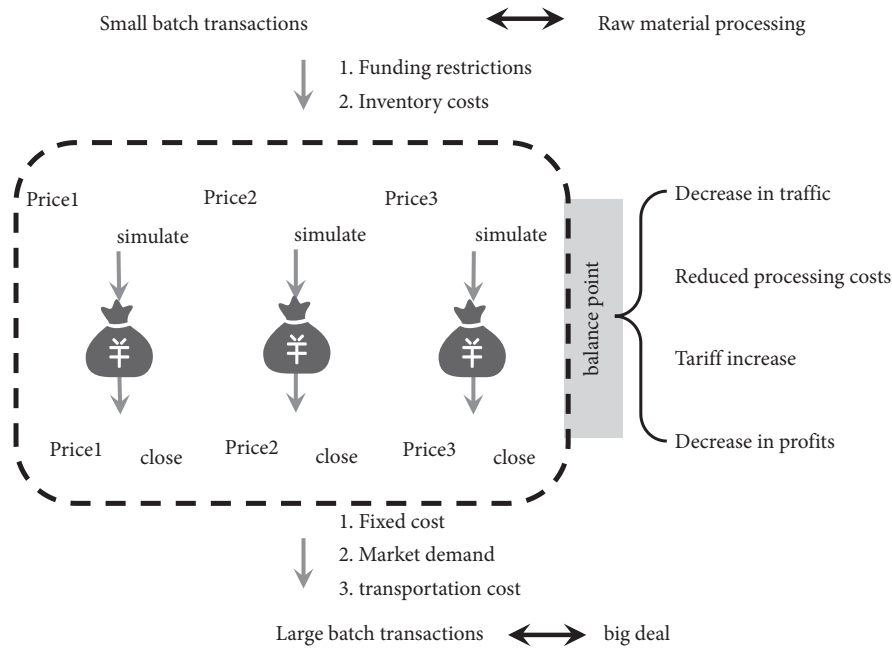 Small batch transactions
Raw material processing
1. Funding restrictions
2. Inventory costs
Price1
Price2
Price3
simulate
simulate
simulate
Price1
close
Price2
close
Price3
close
balance point
Decrease in traffic
Reduced processing costs
Tariff increase
Decrease in profits
1. Fixed cost
2. Market demand
3. transportation cost
Large batch transactions
big deal